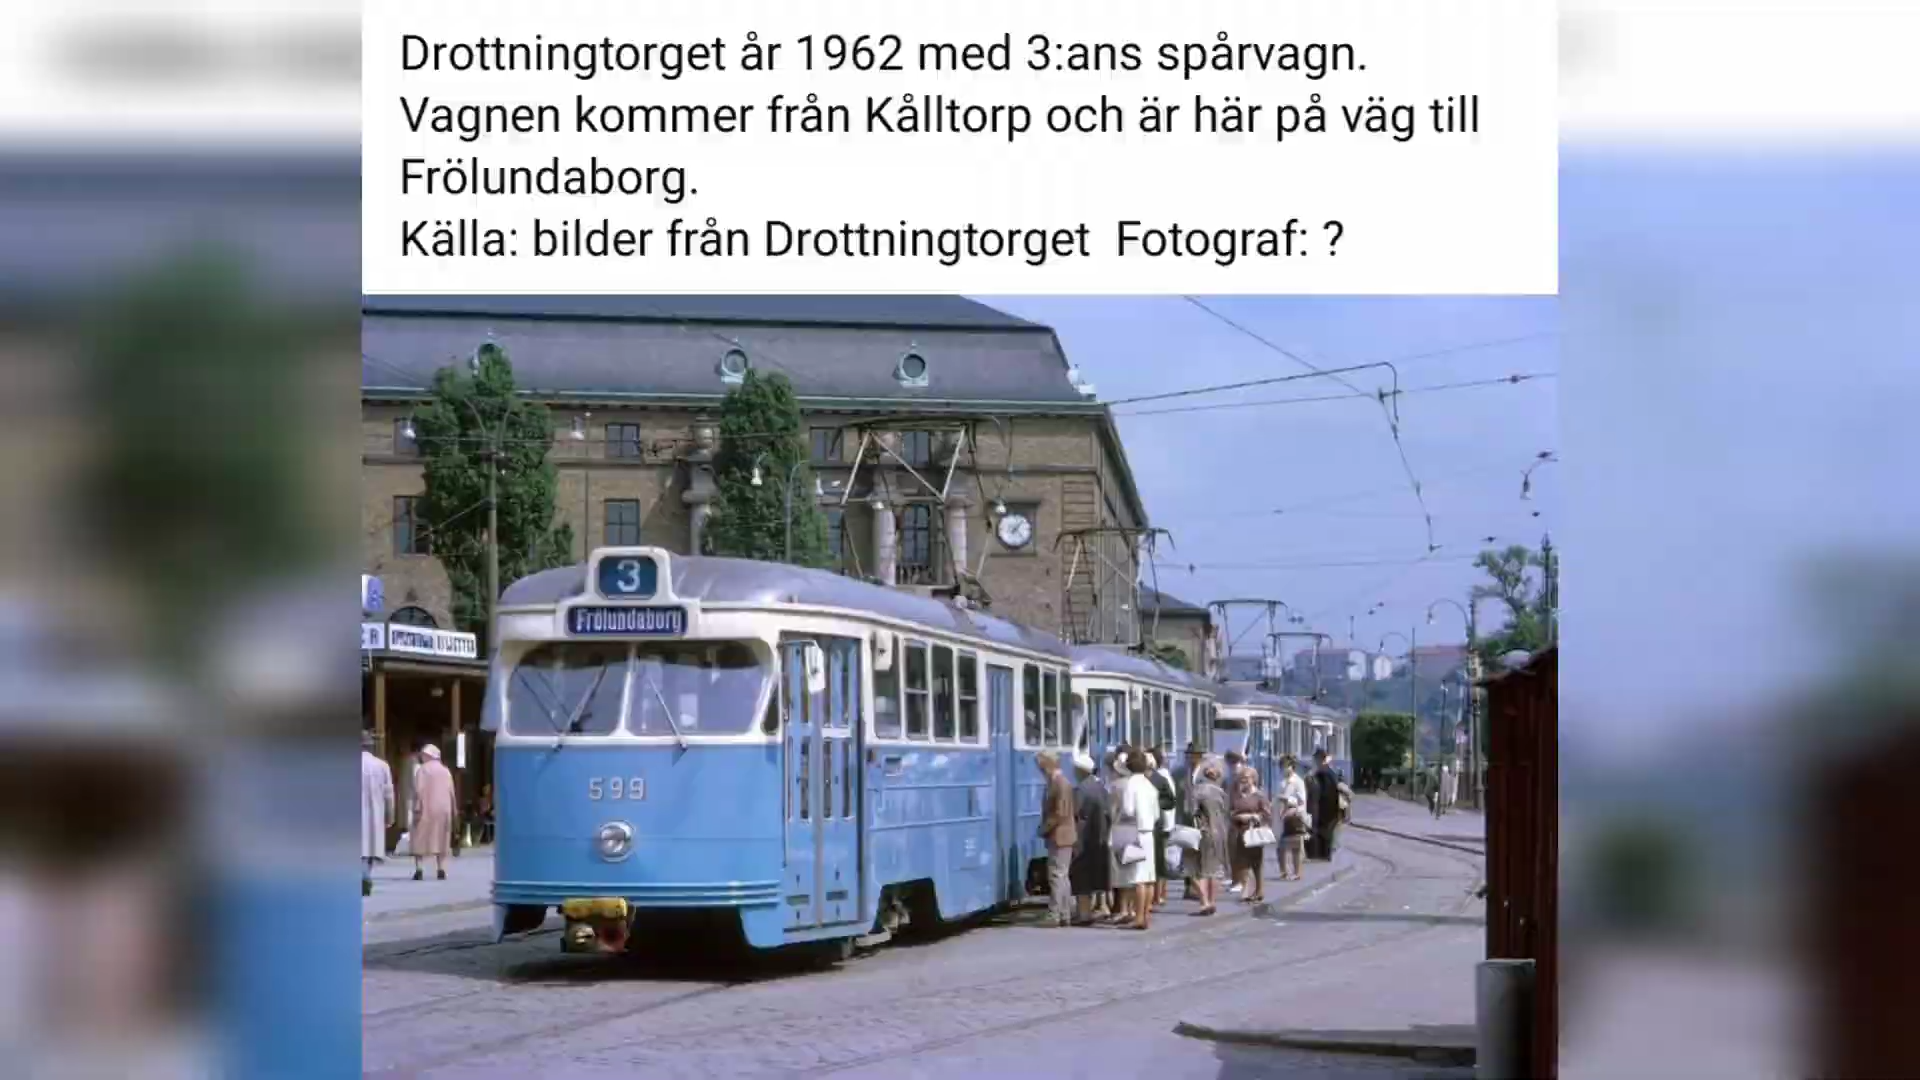 Drottningtorget år 1962 med 3:ans spårvagn.
Vagnen kommer från Kålltorp och är här på väg till
Frölundaborg.
Källa: bilder från Drottningtorget  Fotograf: ?
3
Frölundaborg
599